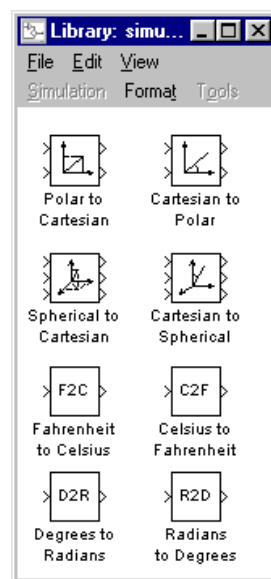 Library: simu...
File Edit View
Simulation Format Tools
Polar to
Cartesian
Cartesian to
Polar
Spherical to
Cartesian
Cartesian to
Spherical
F2C
Fahrenheit
to Celsius
C2F
Celsius to
Fahrenheit
D2R
Degrees to
Radians
R2D
Radians
to Degrees